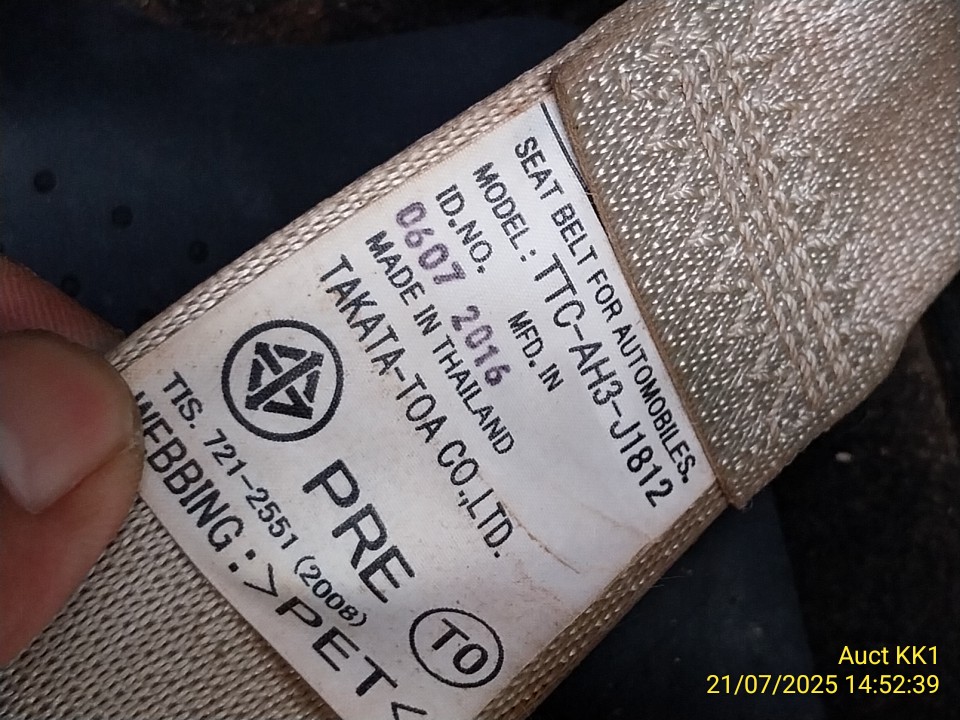 SEAT BELT FOR AUTOMOBILES.
MODEL : TTC-AH3-J1812
ID.NO. MFD. IN
0607 2016
MADE IN THAILAND
TAKATA-TOA CO.,LTD.
PRE TO
TIS. 721-2551 (2008)
WEBBING : >PET<
Auct KK1
21/07/2025 14:52:39